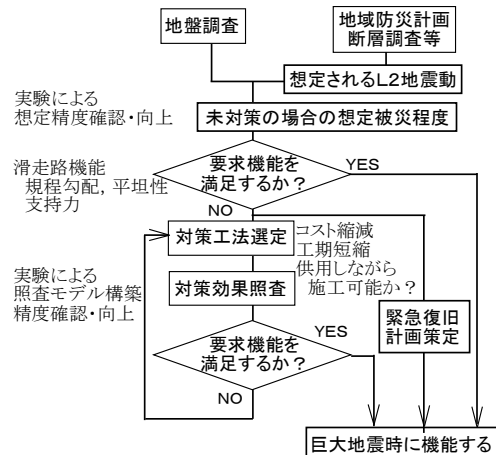 地盤調査
地域防災計画
断層調査等
想定されるL2地震動
実験による
想定精度確認・向上
未対策の場合の想定被災程度
滑走路機能
規程勾配, 平坦性
支持力
要求機能を
満足するか？
YES
NO
対策工法選定
コスト縮減
工期短縮
供用しながら
施工可能か？
実験による
照査モデル構築
精度確認・向上
対策効果照査
緊急復旧
計画策定
要求機能を
満足するか？
YES
NO
巨大地震時に機能する